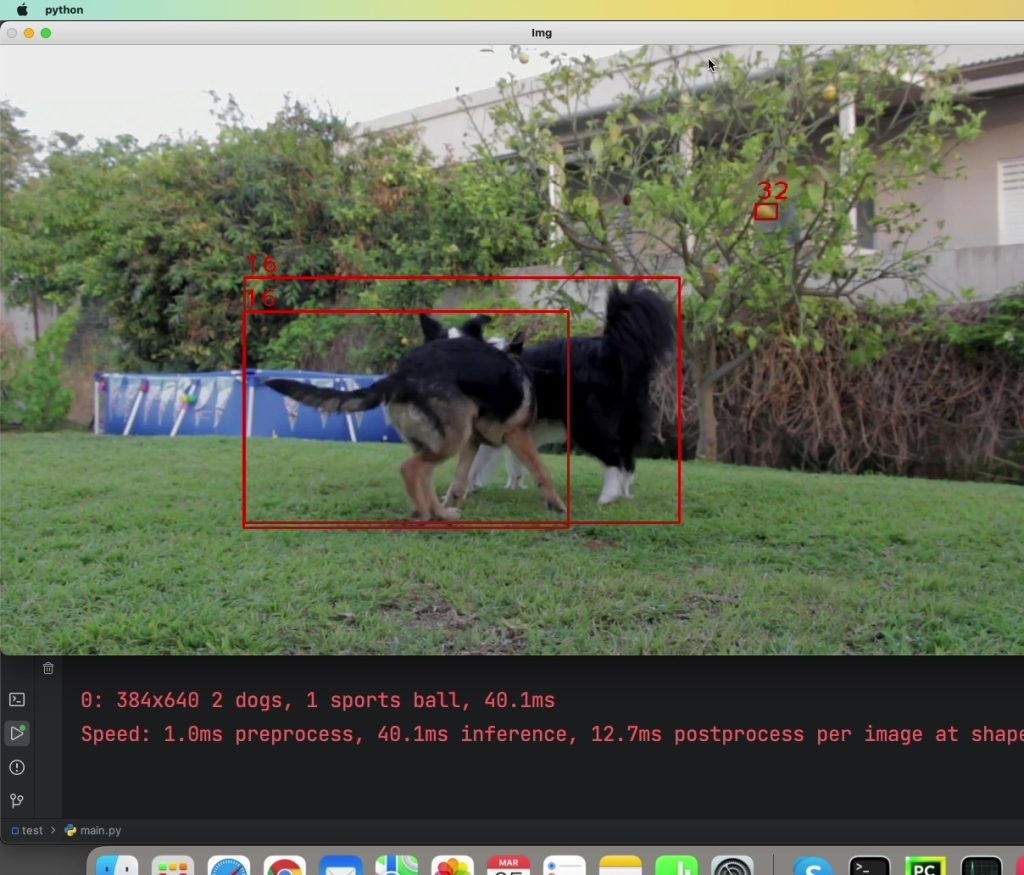 python
Img
32
16
16
0: 384x640 2 dogs, 1 sports ball, 40.1ms
Speed: 1.0ms preprocess, 40.1ms inference, 12.7ms postprocess per image at shape
test > main.py
MAR
S
PC